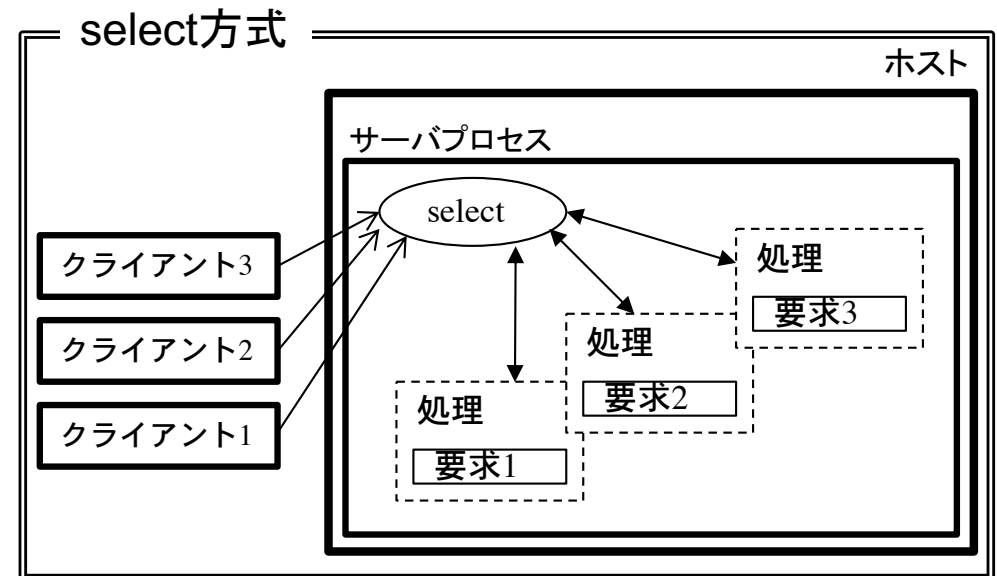 select方式
ホスト
サーバプロセス
select
クライアント3
処理
要求3
クライアント2
処理
要求2
クライアント1
処理
要求1